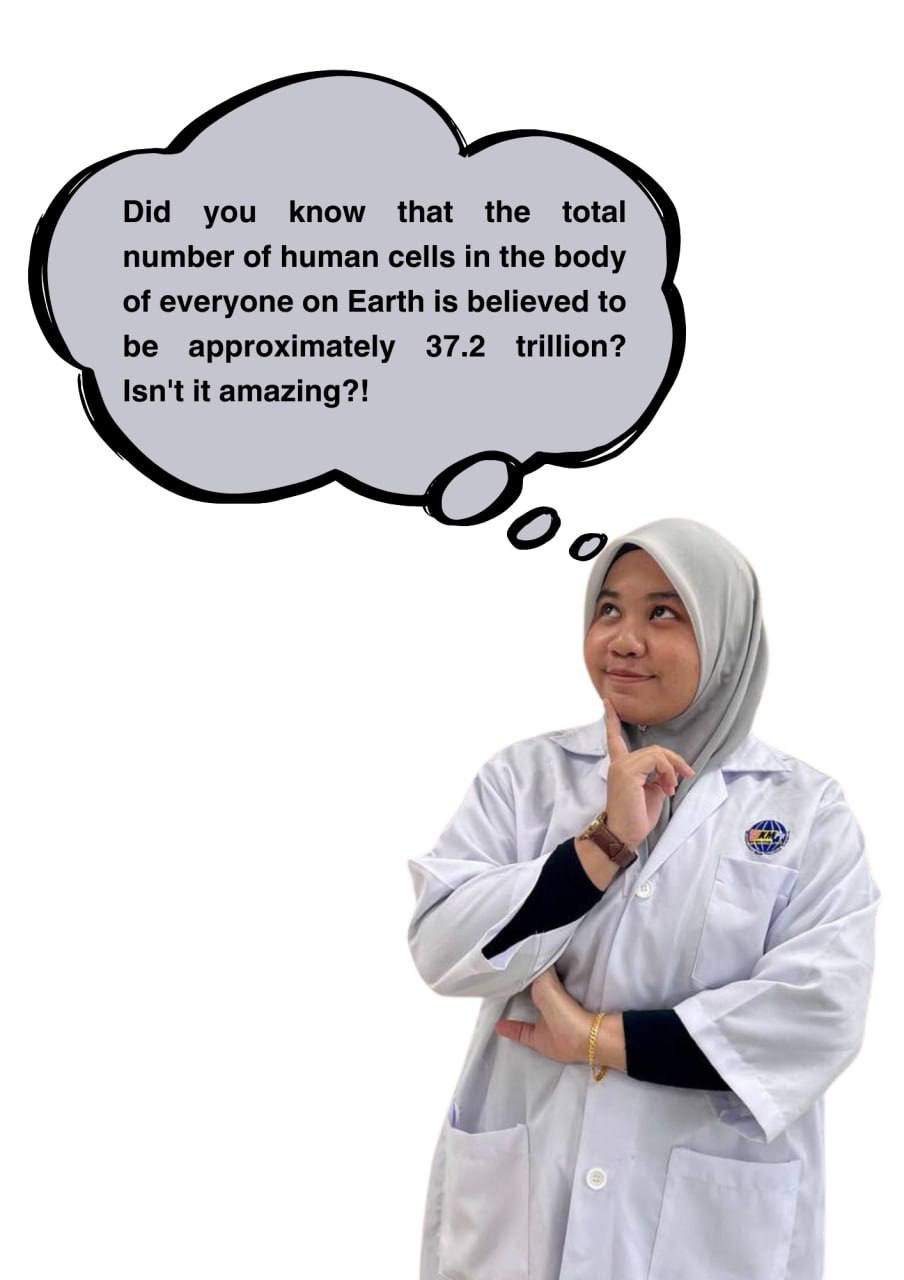 Did you know that the total
number of human cells in the body
of everyone on Earth is believed to
be approximately 37.2 trillion?
Isn't it amazing?!